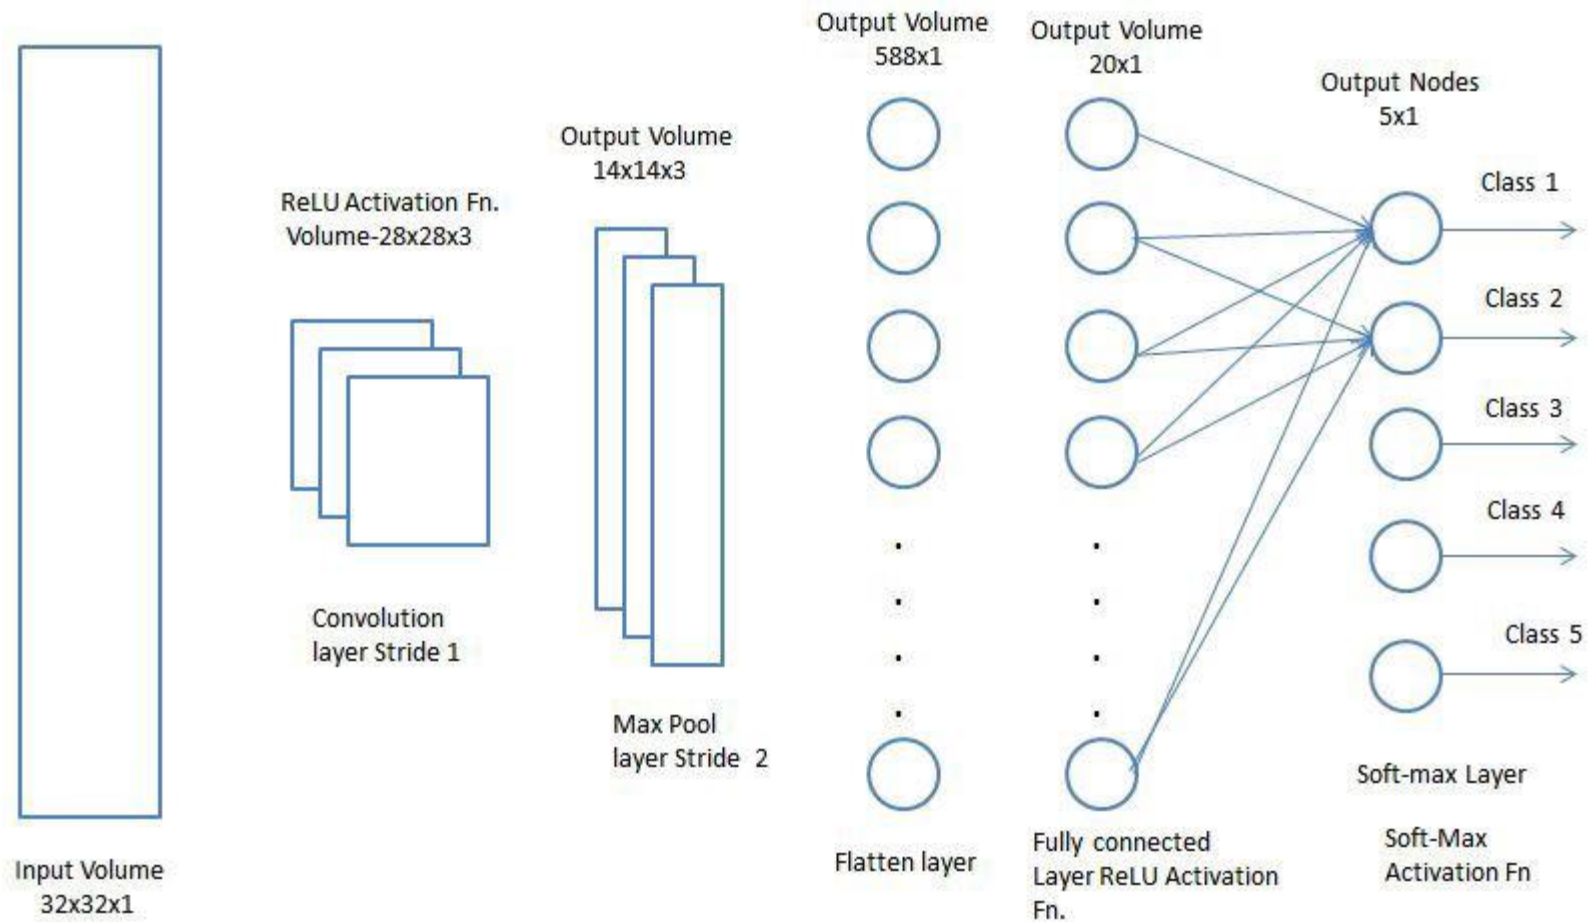 Input Volume
32x32x1
ReLU Activation Fn.
Volume-28x28x3
Convolution
layer Stride 1
Output Volume
14x14x3
Max Pool
layer Stride 2
Output Volume
588x1
Flatten layer
Output Volume
20x1
Fully connected
Layer ReLU Activation
Fn.
Output Nodes
5x1
Class 1
Class 2
Class 3
Class 4
Class 5
Soft-max Layer
Soft-Max
Activation Fn